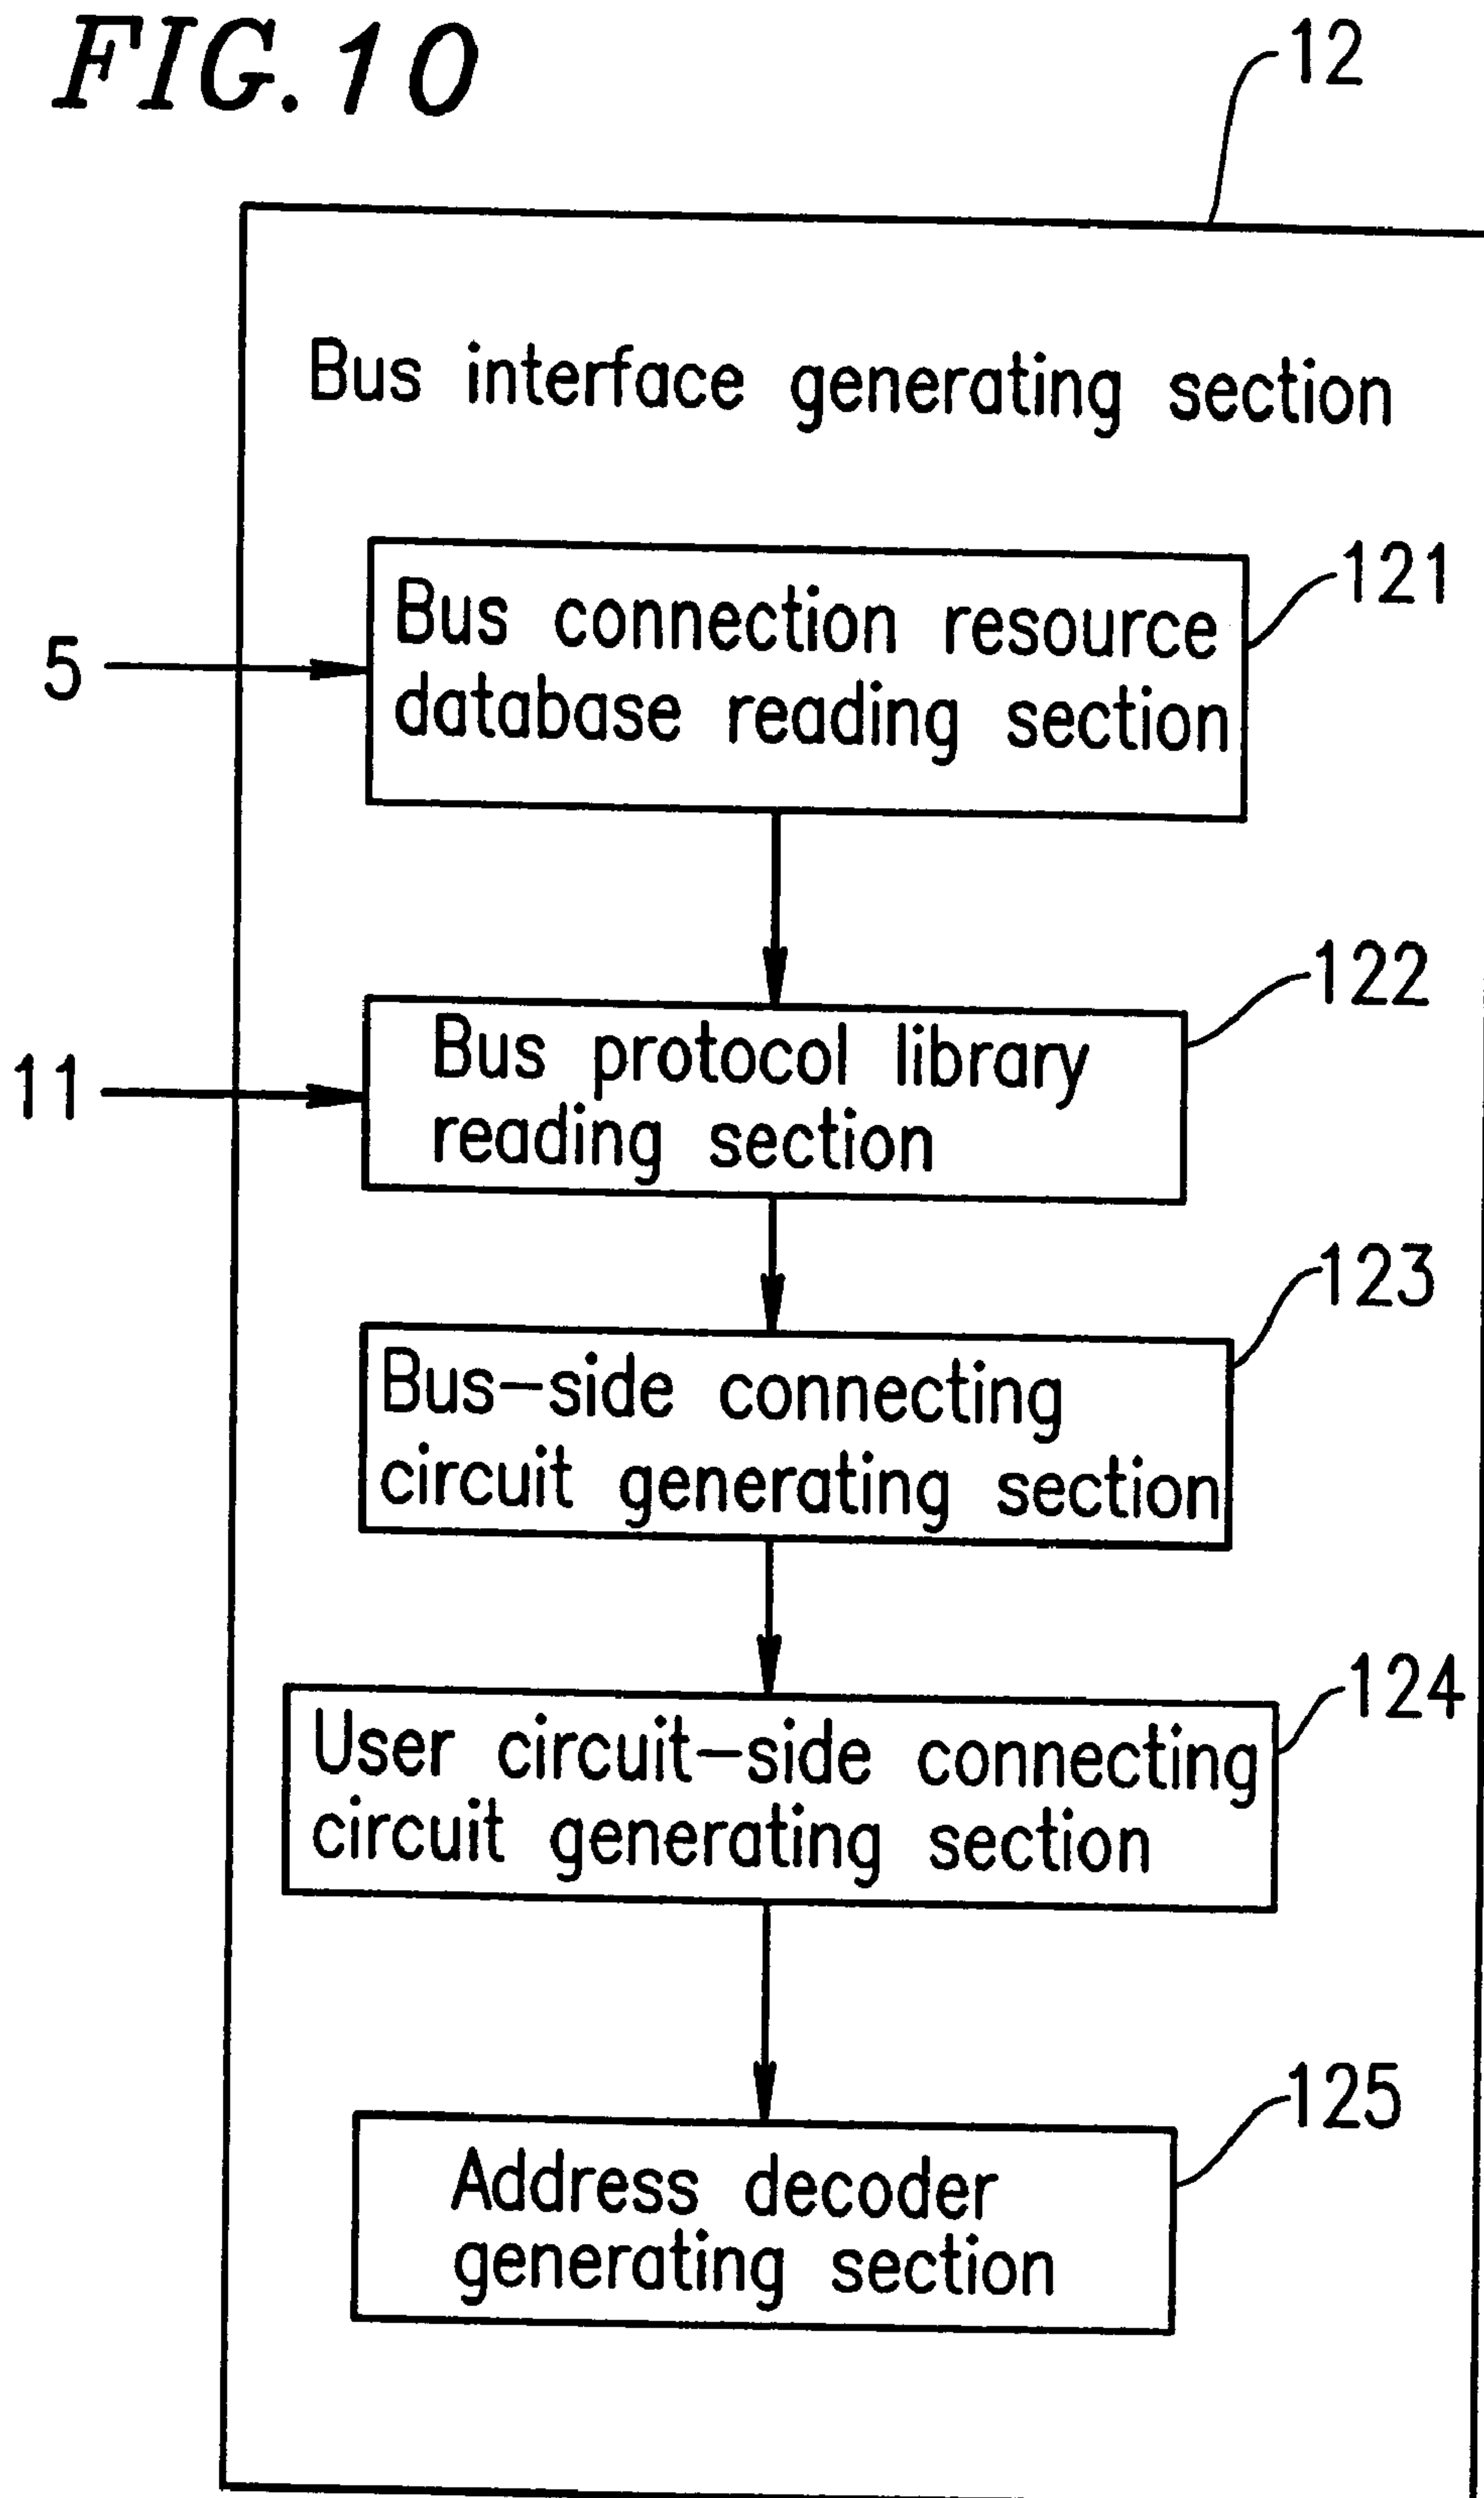 FIG. 10
12
Bus interface generating section
121
Bus connection resource
database reading section
5
122
Bus protocol library
reading section
11
123
Bus-side connecting
circuit generating section
124
User circuit-side connecting
circuit generating section
125
Address decoder
generating section